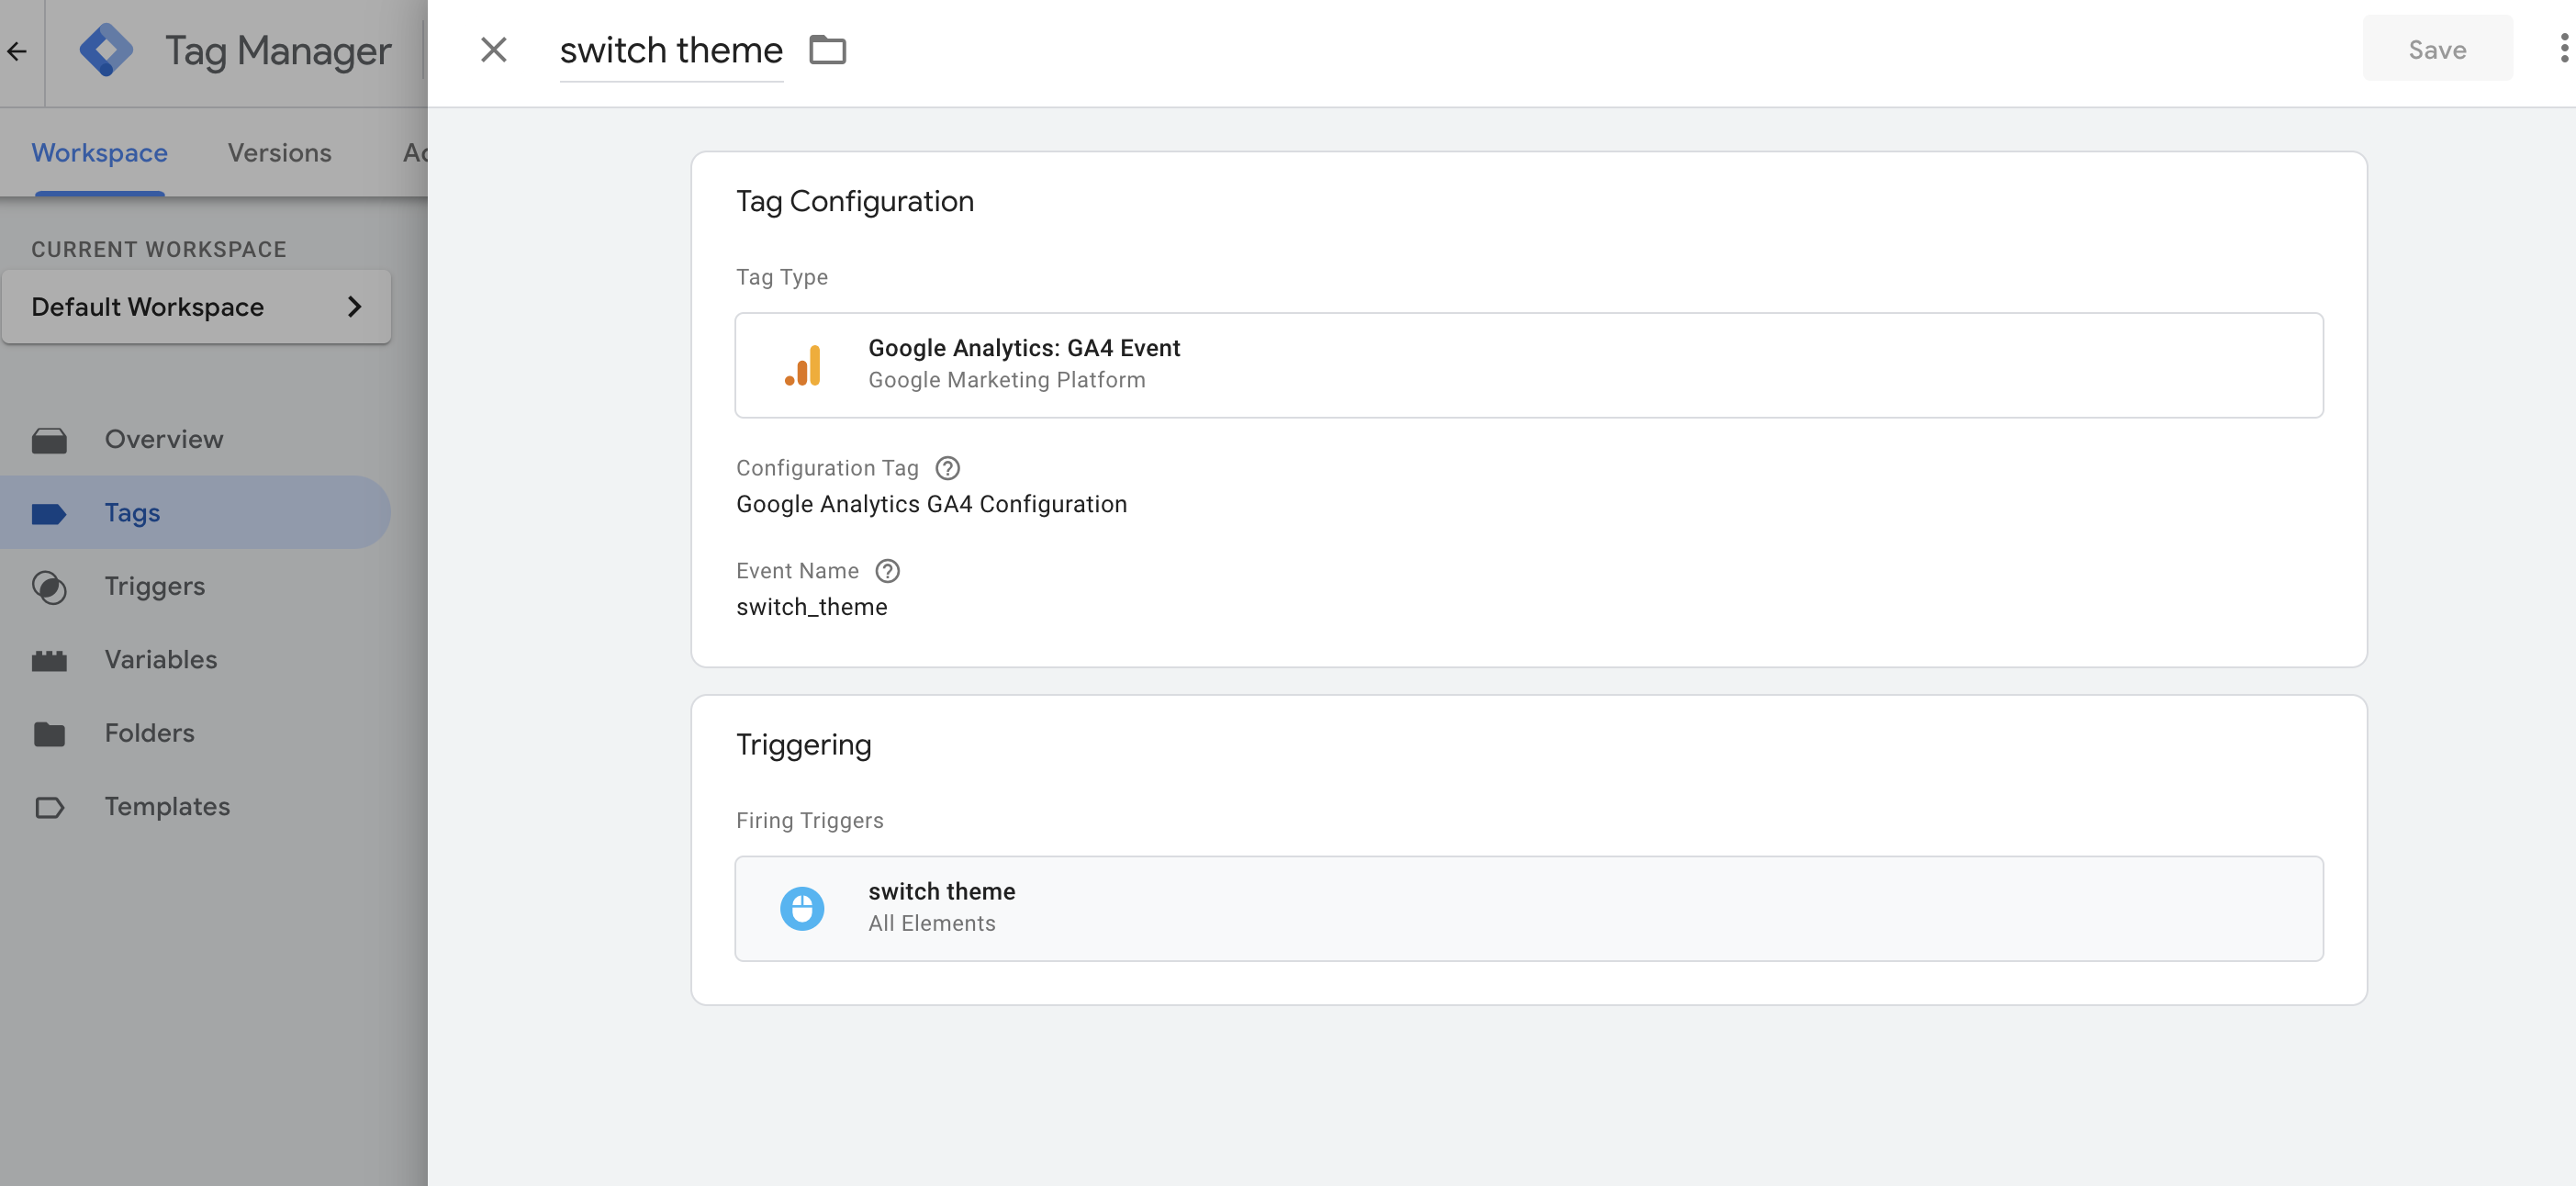 Tag Manager
switch theme
Save
Workspace
Versions
Ad
CURRENT WORKSPACE
Default Workspace
Overview
Tags
Triggers
Variables
Folders
Templates
Tag Configuration
Tag Type
Google Analytics: GA4 Event
Google Marketing Platform
Configuration Tag
Google Analytics GA4 Configuration
Event Name
switch_theme
Triggering
Firing Triggers
switch theme
All Elements